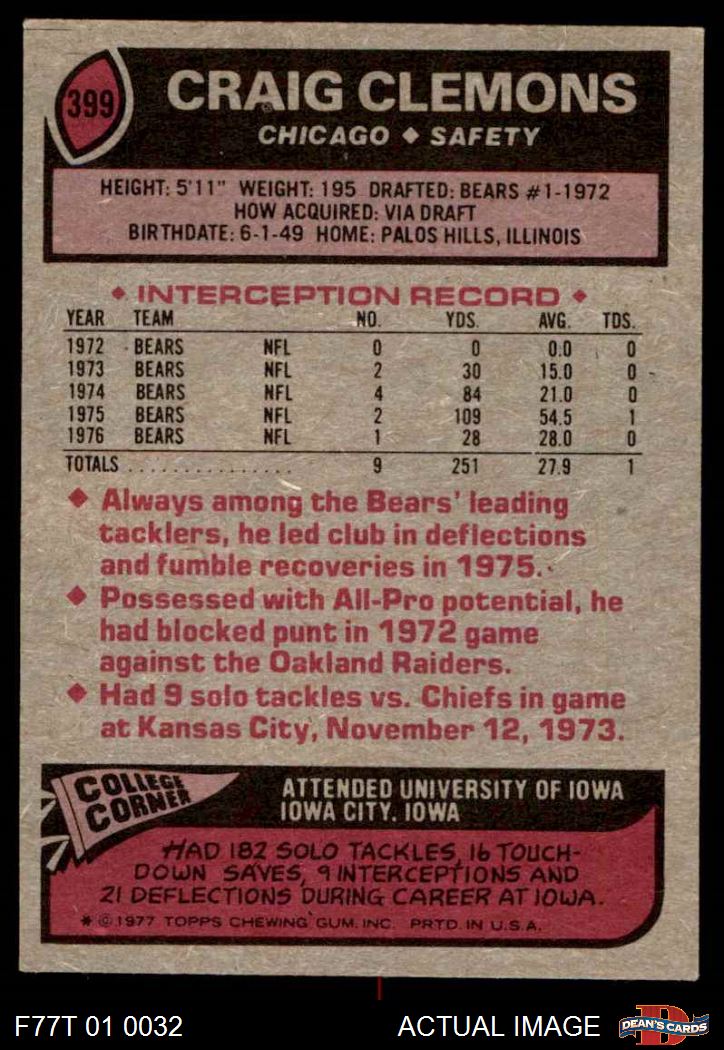 399
CRAIG CLEMONS
CHICAGO ◆ SAFETY
HEIGHT: 5'11" WEIGHT: 195 DRAFTED: BEARS #1-1972
HOW ACQUIRED: VIA DRAFT
BIRTHDATE: 6-1-49 HOME: PALOS HILLS, ILLINOIS
◆ INTERCEPTION RECORD ◆
YEAR TEAM NO. YDS. AVG. TDS.
1972 BEARS NFL 0 0 0.0 0
1973 BEARS NFL 2 30 15.0 0
1974 BEARS NFL 4 84 21.0 0
1975 BEARS NFL 2 109 54.5 1
1976 BEARS NFL 1 28 28.0 0
TOTALS ................ 9 251 27.9 1
◆ Always among the Bears' leading
tacklers, he led club in deflections
and fumble recoveries in 1975.
◆ Possessed with All-Pro potential, he
had blocked punt in 1972 game
against the Oakland Raiders.
◆ Had 9 solo tackles vs. Chiefs in game
at Kansas City, November 12, 1973.
COLLEGE
CORNER
ATTENDED UNIVERSITY OF IOWA
IOWA CITY, IOWA
HAD 182 SOLO TACKLES, 16 TOUCH-
DOWN SAVES, 9 INTERCEPTIONS AND
21 DEFLECTIONS DURING CAREER AT IOWA.
* © 1977 TOPPS CHEWING GUM, INC. PRTD. IN U.S.A.
F77T 01 0032
ACTUAL IMAGE
D
DEAN'S CARDS